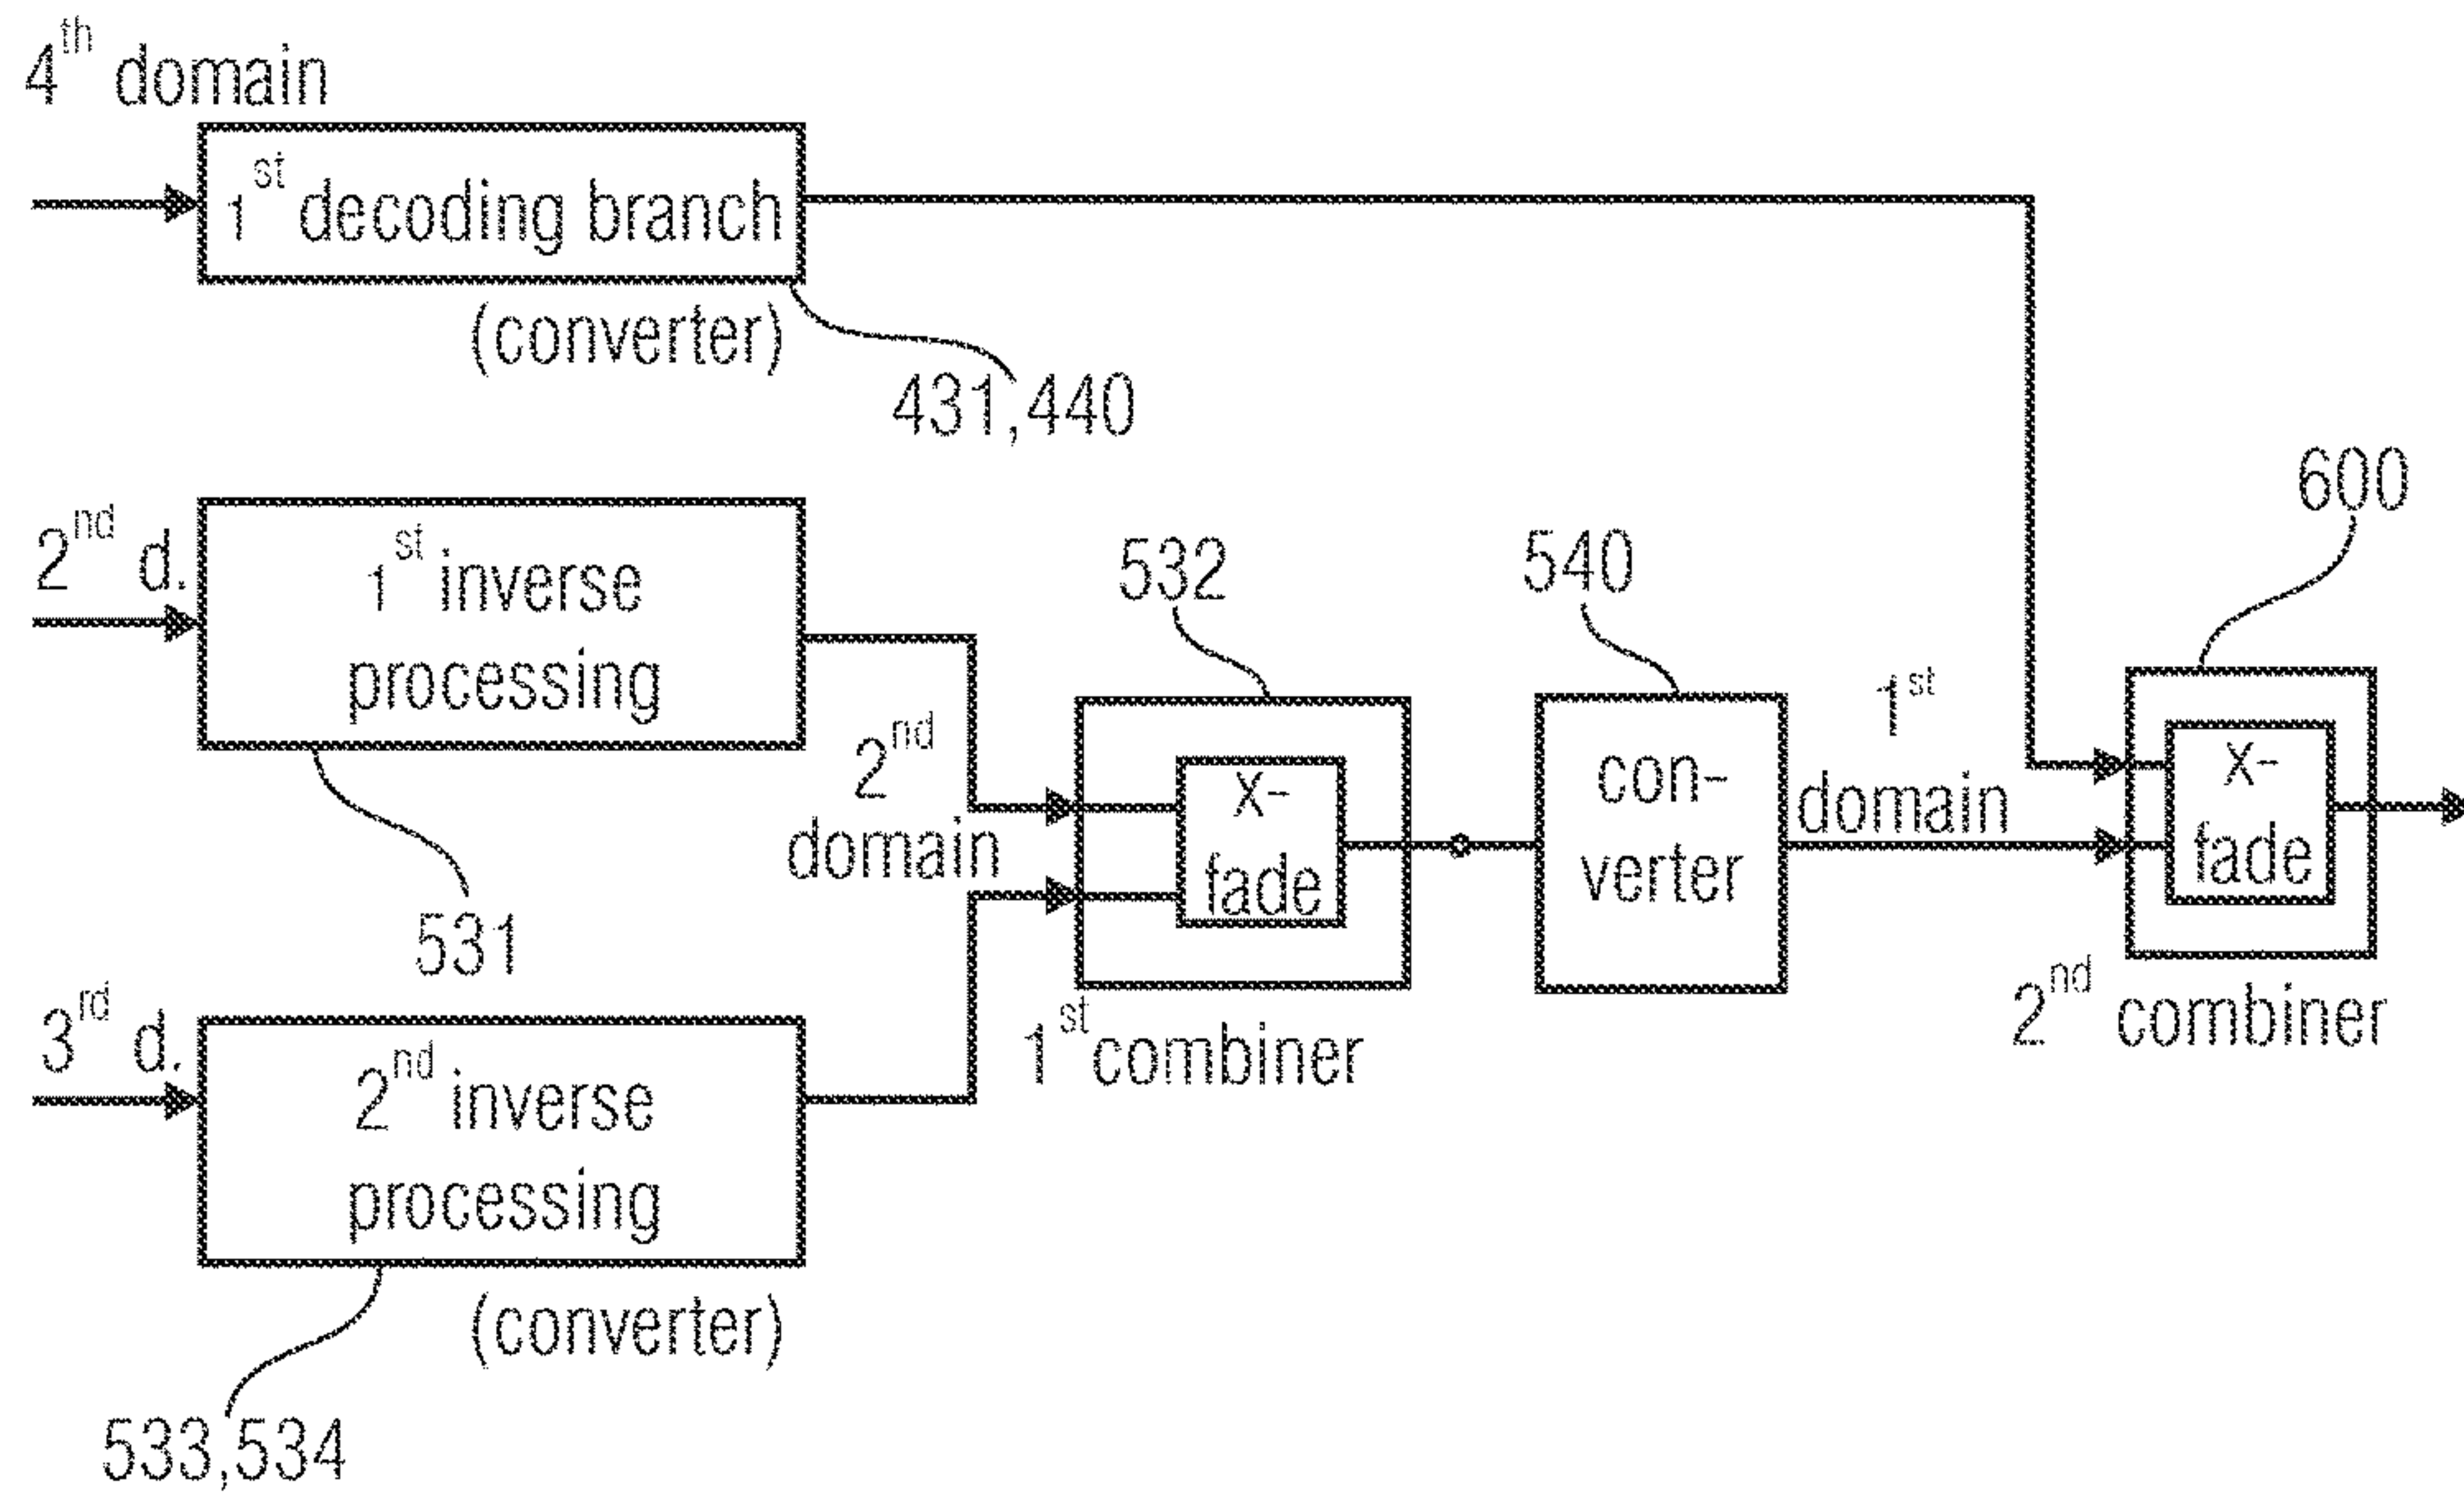 4th domain
1st decoding branch
(converter)
431,440
2nd d.
1st inverse
processing
531
2nd
domain
532
x-
fade
1st combiner
540
con-
verter
1st
domain
600
x-
fade
2nd combiner
3rd d.
2nd inverse
processing
(converter)
533,534